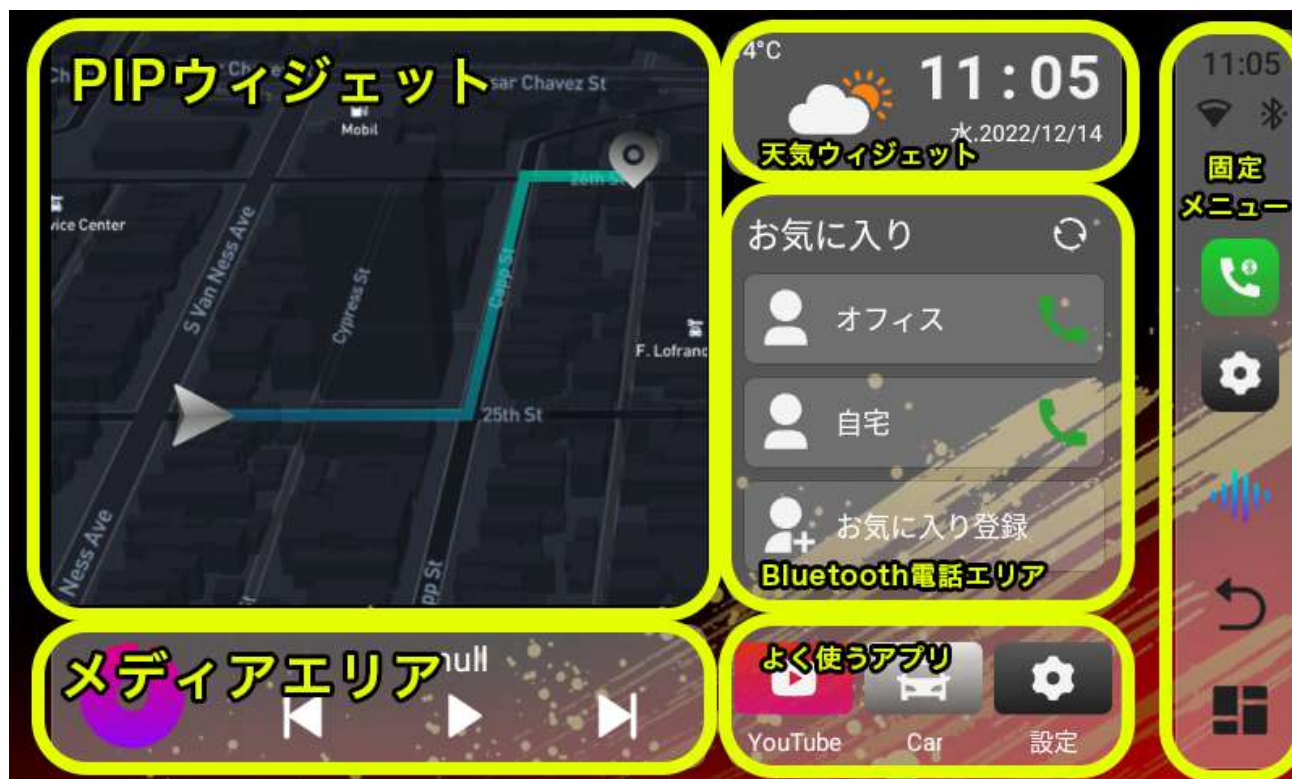 PIPウィジェット
sar Chavez St
Mobil
26th S
vice Center
S Van Ness Ave
Cypress St
Capp St
F. Lofranc
25th St
Ness Ave
pp St
4°C
11:05
水.2022/12/14
天気ウィジェット
お気に入り
オフィス
自宅
お気に入り登録
Bluetooth電話エリア
メディアエリア
null
よく使うアプリ
YouTube
Car
設定
11:05
固定
メニュー